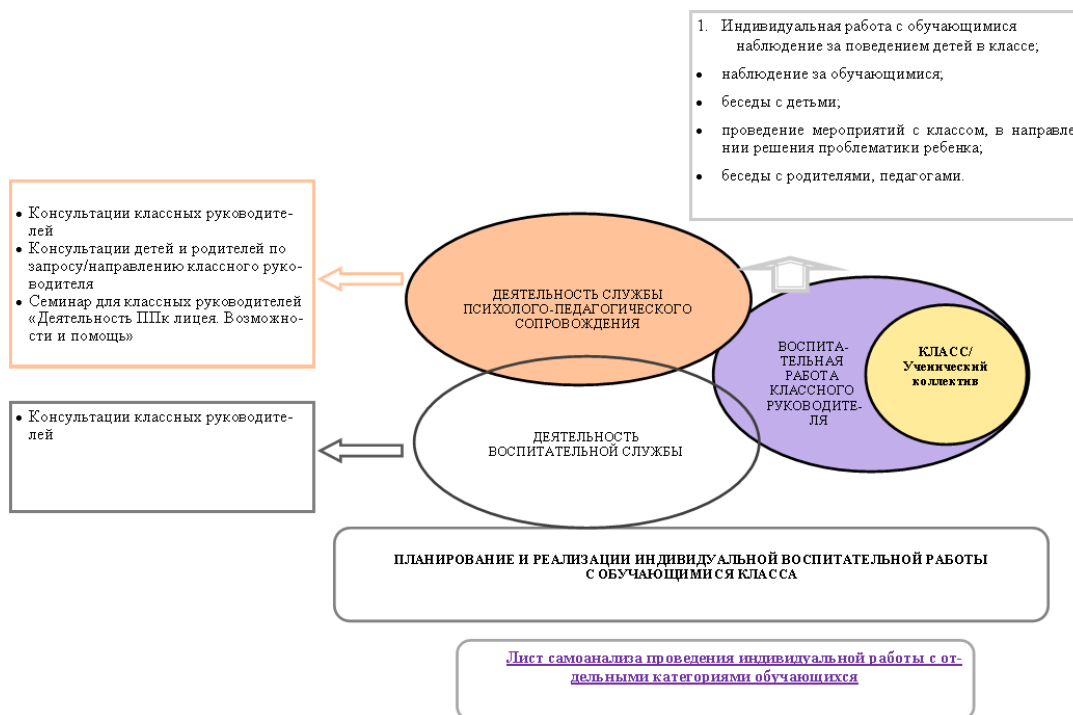 1. Индивидуальная работа с обучающимися
наблюдение за поведением детей в классе;
• наблюдение за обучающимися;
• беседы с детьми;
• проведение мероприятий с классом, в направле-
нии решения проблематики ребенка;
• беседы с родителями, педагогами.
• Консультации классных руководите-
лей
• Консультации детей и родителей по
запросу/направлению классного руко-
водителя
• Семинар для классных руководителей
«Деятельность ППк лицея. Возможно-
сти и помощь»
ДЕЯТЕЛЬНОСТЬ СЛУЖБЫ
ПСИХОЛОГО-ПЕДАГОГИЧЕСКОГО
СОПРОВОЖДЕНИЯ
ВОСПИТА-
ТЕЛЬНАЯ
РАБОТА
КЛАССНОГО
РУКОВОДИТЕ-
ЛЯ
КЛАСС/
Ученический
коллектив
• Консультации классных руководите-
лей
ДЕЯТЕЛЬНОСТЬ
ВОСПИТАТЕЛЬНОЙ СЛУЖБЫ
ПЛАНИРОВАНИЕ И РЕАЛИЗАЦИИ ИНДИВИДУАЛЬНОЙ ВОСПИТАТЕЛЬНОЙ РАБОТЫ
С ОБУЧАЮЩИМИСЯ КЛАССА
Лист самоанализа проведения индивидуальной работы с от-
дельными категориями обучающихся